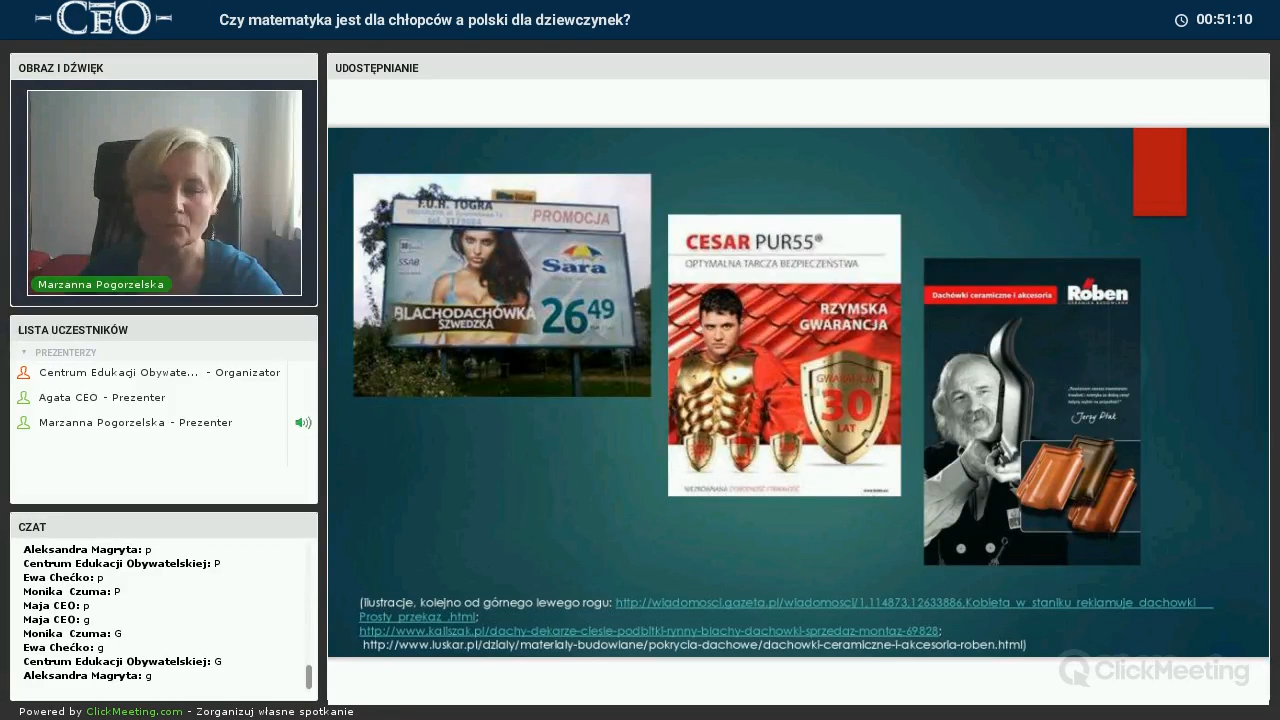 CEO
Czy matematyka jest dla chłopców a polski dla dziewczynek?
00:51:10
OBRAZ I DŹWIĘK
Marzanna Pogorzelska
LISTA UCZESTNIKÓW
PREZENTERZY
Centrum Edukacji Obywate... - Organizator
Agata CEO - Prezenter
Marzanna Pogorzelska - Prezenter
CZAT
Aleksandra Magryta: p
Centrum Edukacji Obywatelskiej: P
Ewa Chećko: p
Monika Czuma: P
Maja CEO: p
Maja CEO: g
Monika Czuma: G
Ewa Chećko: g
Centrum Edukacji Obywatelskiej: G
Aleksandra Magryta: g
UDOSTĘPNIANIE
F.U.H. TOGRA
PROMOCJA
SSAB
Sara
BLACHODACHÓWKA
SZWEDZKA
26 49
CESAR PUR55®
OPTYMALNA TARCZA BEZPIECZEŃSTWA
RZYMSKA
GWARANCJA
GWARANCJA
30
LAT
Dachówki ceramiczne i akcesoria
Röben
CERAMIKA BUDOWLANA
Jerzy Ptak
(Ilustracje, kolejno od górnego lewego rogu: http://wiadomosci.gazeta.pl/wiadomosci/1,114873,12633886,Kobieta_w_staniku_reklamuje_dachowki__
Prosty_przekaz_.html;
http://www.kaliszak.pl/dachy-dekarze-ciesle-podbitki-rynny-blachy-dachowki-sprzedaz-montaz-69828;
http://www.luskar.pl/dzialy/materialy-budowlane/pokrycia-dachowe/dachowki-ceramiczne-i-akcesoria-roben.html)
ClickMeeting
Powered by ClickMeeting.com - Zorganizuj własne spotkanie